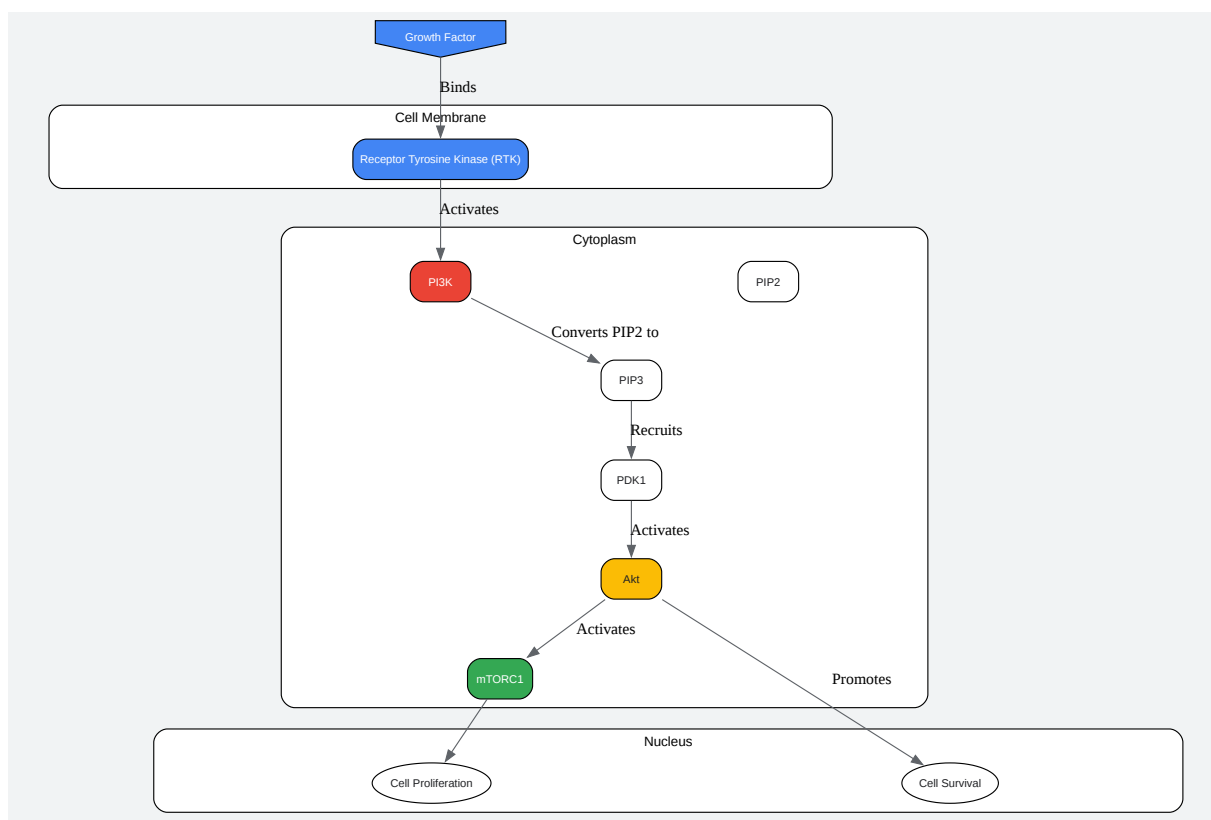 Growth Factor
Binds
Cell Membrane
Receptor Tyrosine Kinase (RTK)
Activates
Cytoplasm
PI3K
PIP2
Converts PIP2 to
PIP3
Recruits
PDK1
Activates
Akt
Activates
mTORC1
Promotes
Nucleus
Cell Proliferation
Cell Survival